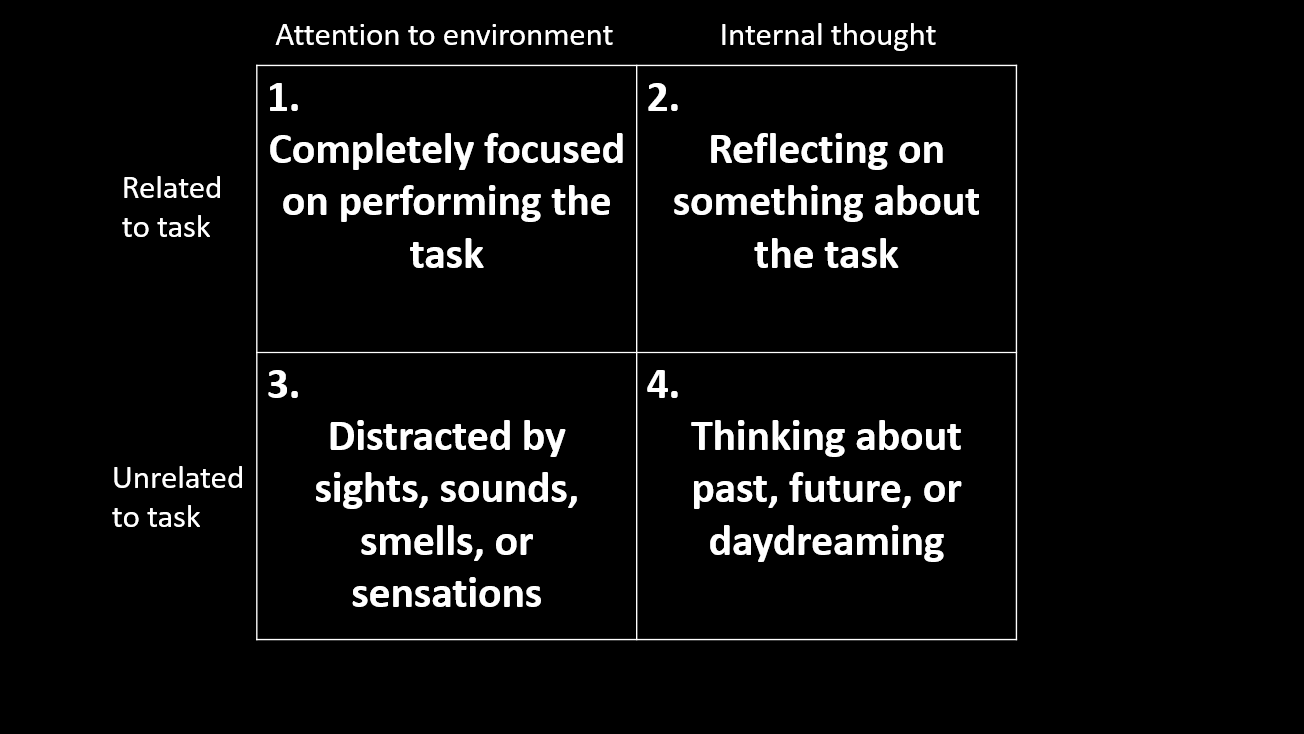 Attention to environment
Internal thought
Related
to task
1.
Completely focused
on performing the
task
2.
Reflecting on
something about
the task
Unrelated
to task
3.
Distracted by
sights, sounds,
smells, or
sensations
4.
Thinking about
past, future, or
daydreaming